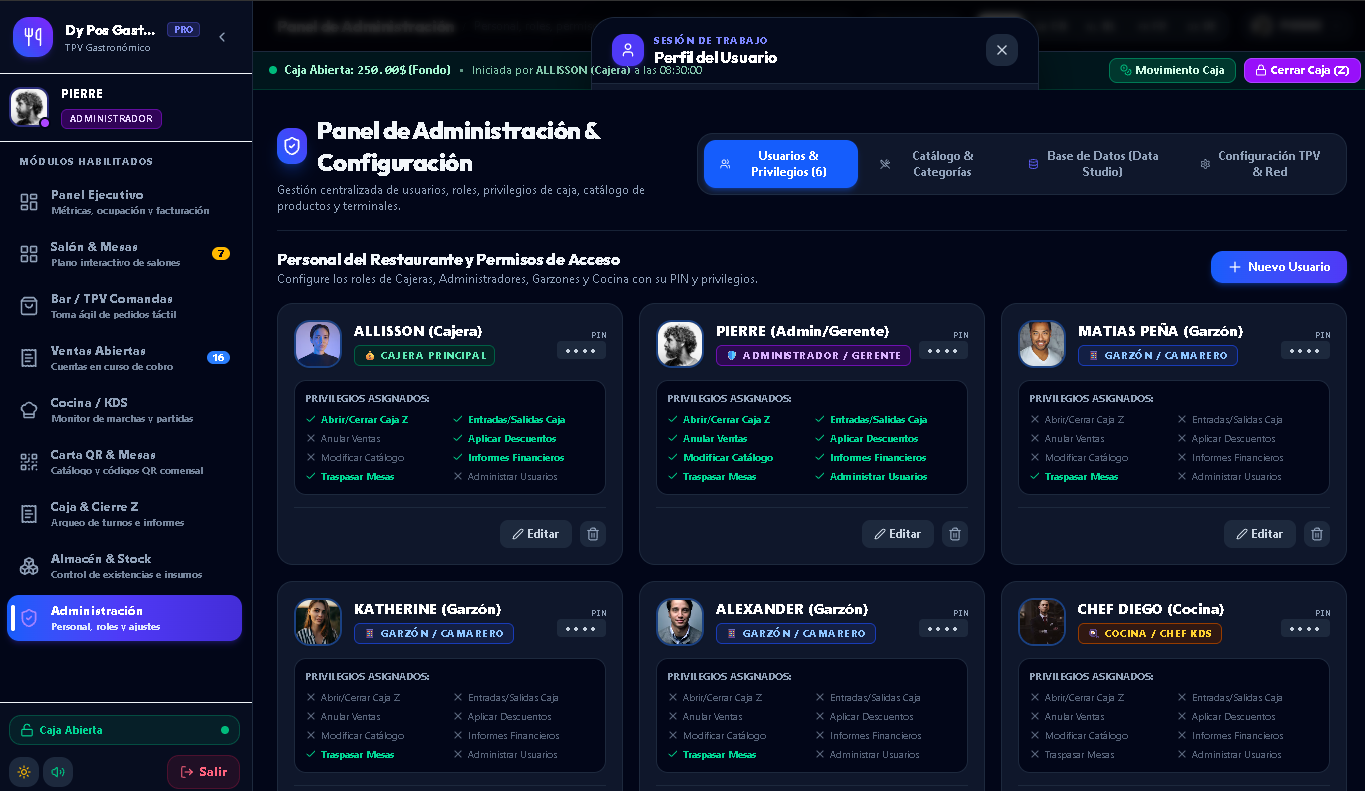 Dy Pos Gast...
PRO
TPV Gastronómico
PIERRE
ADMINISTRADOR
MÓDULOS HABILITADOS
Panel Ejecutivo
Métricas, ocupación y facturación
Salón & Mesas
Plano interactivo de salones
7
Bar / TPV Comandas
Toma ágil de pedidos táctil
Ventas Abiertas
Cuentas en curso de cobro
16
Cocina / KDS
Monitor de marchas y partidas
Carta QR & Mesas
Catálogo y códigos QR comensal
Caja & Cierre Z
Arqueo de turnos e informes
Almacén & Stock
Control de existencias e insumos
Administración
Personal, roles y ajustes
Caja Abierta
Salir
SESIÓN DE TRABAJO
Perfil del Usuario
Caja Abierta: 250.00$ (Fondo) • Iniciada por ALLISSON (Cajera) a las 08:30:00
Movimiento Caja
Cerrar Caja (Z)
Panel de Administración &
Configuración
Gestión centralizada de usuarios, roles, privilegios de caja, catálogo de
productos y terminales.
Usuarios &
Privilegios (6)
Catálogo &
Categorías
Base de Datos (Data
Studio)
Configuración TPV
& Red
Personal del Restaurante y Permisos de Acceso
Configure los roles de Cajeras, Administradores, Garzones y Cocina con su PIN y privilegios.
Nuevo Usuario
ALLISSON (Cajera)
CAJERA PRINCIPAL
PIN
••••
PRIVILEGIOS ASIGNADOS:
Abrir/Cerrar Caja Z
Entradas/Salidas Caja
Anular Ventas
Aplicar Descuentos
Modificar Catálogo
Informes Financieros
Traspasar Mesas
Administrar Usuarios
Editar
PIERRE (Admin/Gerente)
ADMINISTRADOR / GERENTE
PIN
••••
PRIVILEGIOS ASIGNADOS:
Abrir/Cerrar Caja Z
Entradas/Salidas Caja
Anular Ventas
Aplicar Descuentos
Modificar Catálogo
Informes Financieros
Traspasar Mesas
Administrar Usuarios
Editar
MATIAS PEÑA (Garzón)
GARZÓN / CAMARERO
PIN
••••
PRIVILEGIOS ASIGNADOS:
Abrir/Cerrar Caja Z
Entradas/Salidas Caja
Anular Ventas
Aplicar Descuentos
Modificar Catálogo
Informes Financieros
Traspasar Mesas
Administrar Usuarios
Editar
KATHERINE (Garzón)
GARZÓN / CAMARERO
PIN
••••
PRIVILEGIOS ASIGNADOS:
Abrir/Cerrar Caja Z
Entradas/Salidas Caja
Anular Ventas
Aplicar Descuentos
Modificar Catálogo
Informes Financieros
Traspasar Mesas
Administrar Usuarios
ALEXANDER (Garzón)
GARZÓN / CAMARERO
PIN
••••
PRIVILEGIOS ASIGNADOS:
Abrir/Cerrar Caja Z
Entradas/Salidas Caja
Anular Ventas
Aplicar Descuentos
Modificar Catálogo
Informes Financieros
Traspasar Mesas
Administrar Usuarios
CHEF DIEGO (Cocina)
COCINA / CHEF KDS
PIN
••••
PRIVILEGIOS ASIGNADOS:
Abrir/Cerrar Caja Z
Entradas/Salidas Caja
Anular Ventas
Aplicar Descuentos
Modificar Catálogo
Informes Financieros
Traspasar Mesas
Administrar Usuarios